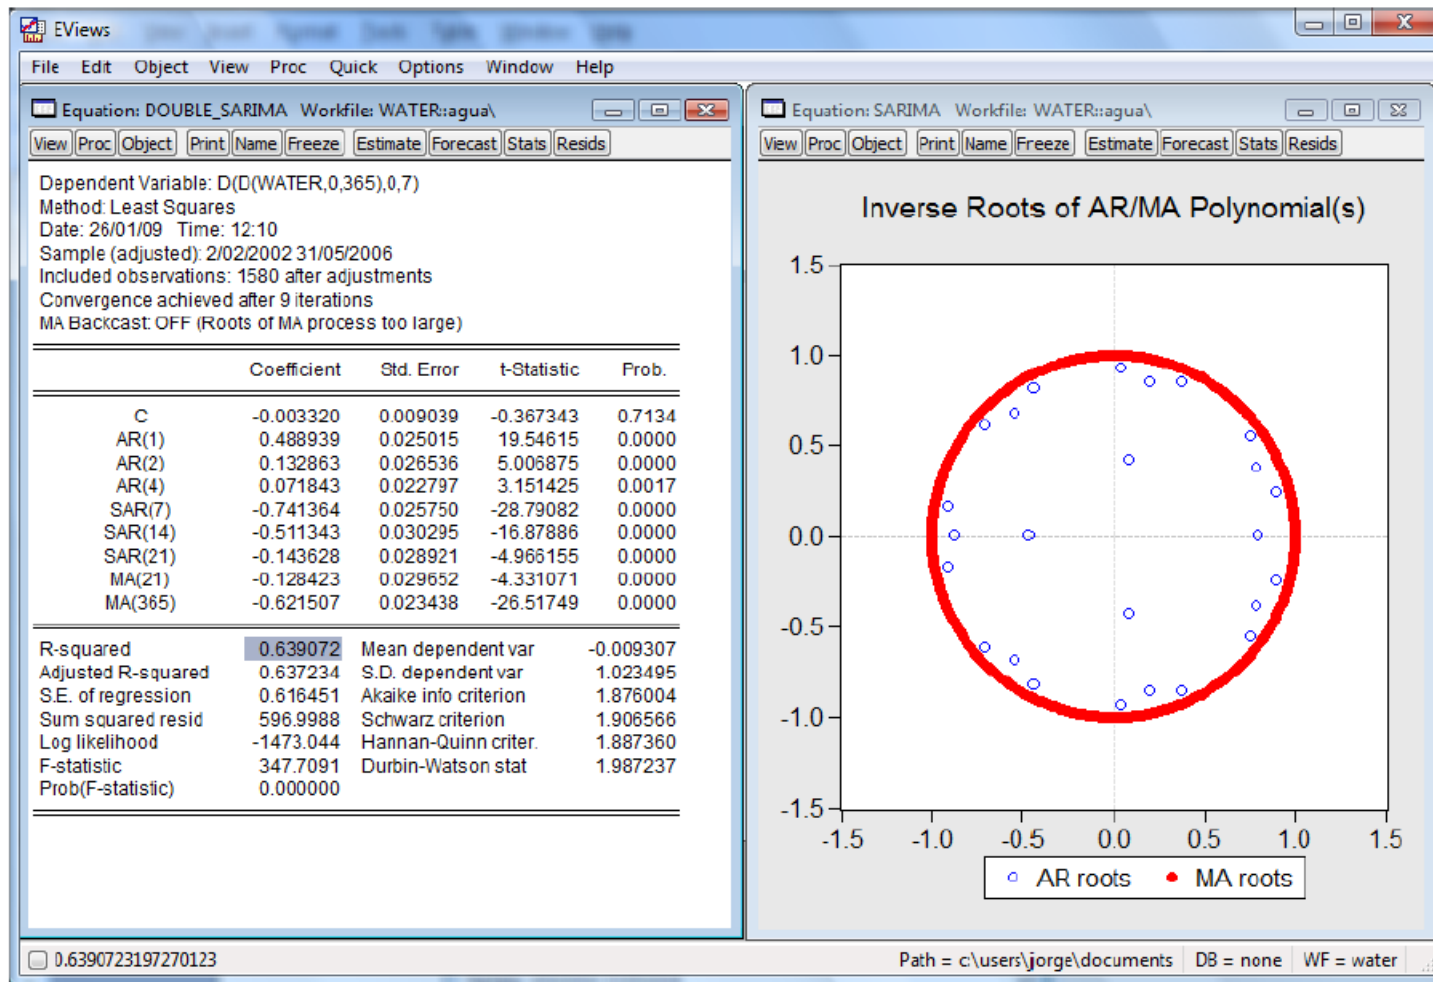 EViews
File Edit Object View Proc Quick Options Window Help
Equation: DOUBLE_SARIMA Workfile: WATER::agua\
View Proc Object Print Name Freeze Estimate Forecast Stats Resids
Dependent Variable: D(D(WATER,0,365),0,7)
Method: Least Squares
Date: 26/01/09 Time: 12:10
Sample (adjusted): 2/02/2002 31/05/2006
Included observations: 1580 after adjustments
Convergence achieved after 9 iterations
MA Backcast: OFF (Roots of MA process too large)
Coefficient Std. Error t-Statistic Prob.
C -0.003320 0.009039 -0.367343 0.7134
AR(1) 0.488939 0.025015 19.54615 0.0000
AR(2) 0.132863 0.026536 5.006875 0.0000
AR(4) 0.071843 0.022797 3.151425 0.0017
SAR(7) -0.741364 0.025750 -28.79082 0.0000
SAR(14) -0.511343 0.030295 -16.87886 0.0000
SAR(21) -0.143628 0.028921 -4.966155 0.0000
MA(21) -0.128423 0.029652 -4.331071 0.0000
MA(365) -0.621507 0.023438 -26.51749 0.0000
R-squared 0.639072 Mean dependent var -0.009307
Adjusted R-squared 0.637234 S.D. dependent var 1.023495
S.E. of regression 0.616451 Akaike info criterion 1.876004
Sum squared resid 596.9988 Schwarz criterion 1.906566
Log likelihood -1473.044 Hannan-Quinn criter. 1.887360
F-statistic 347.7091 Durbin-Watson stat 1.987237
Prob(F-statistic) 0.000000
Equation: SARIMA Workfile: WATER::agua\
View Proc Object Print Name Freeze Estimate Forecast Stats Resids
Inverse Roots of AR/MA Polynomial(s)
1.5
1.0
0.5
0.0
-0.5
-1.0
-1.5
-1.5 -1.0 -0.5 0.0 0.5 1.0 1.5
AR roots MA roots
0.6390723197270123
Path = c:\users\jorge\documents DB = none WF = water